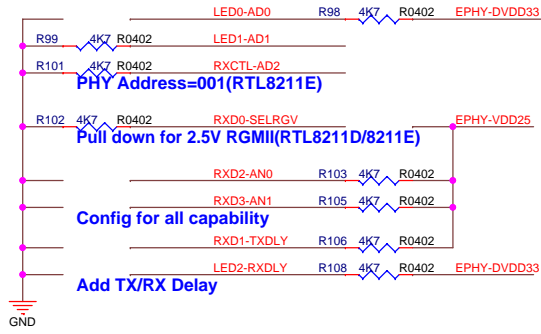 LED0-AD0 R98 4K7 R0402 EPHY-DVDD33
R99 4K7 R0402 LED1-AD1
R101 4K7 R0402 RXCTL-AD2
PHY Address=001(RTL8211E)
R102 4K7 R0402 RXD0-SELRGV EPHY-VDD25
Pull down for 2.5V RGMII(RTL8211D/8211E)
RXD2-AN0 R103 4K7 R0402
RXD3-AN1 R105 4K7 R0402
Config for all capability
RXD1-TXDLY R106 4K7 R0402
LED2-RXDLY R108 4K7 R0402 EPHY-DVDD33
Add TX/RX Delay
GND